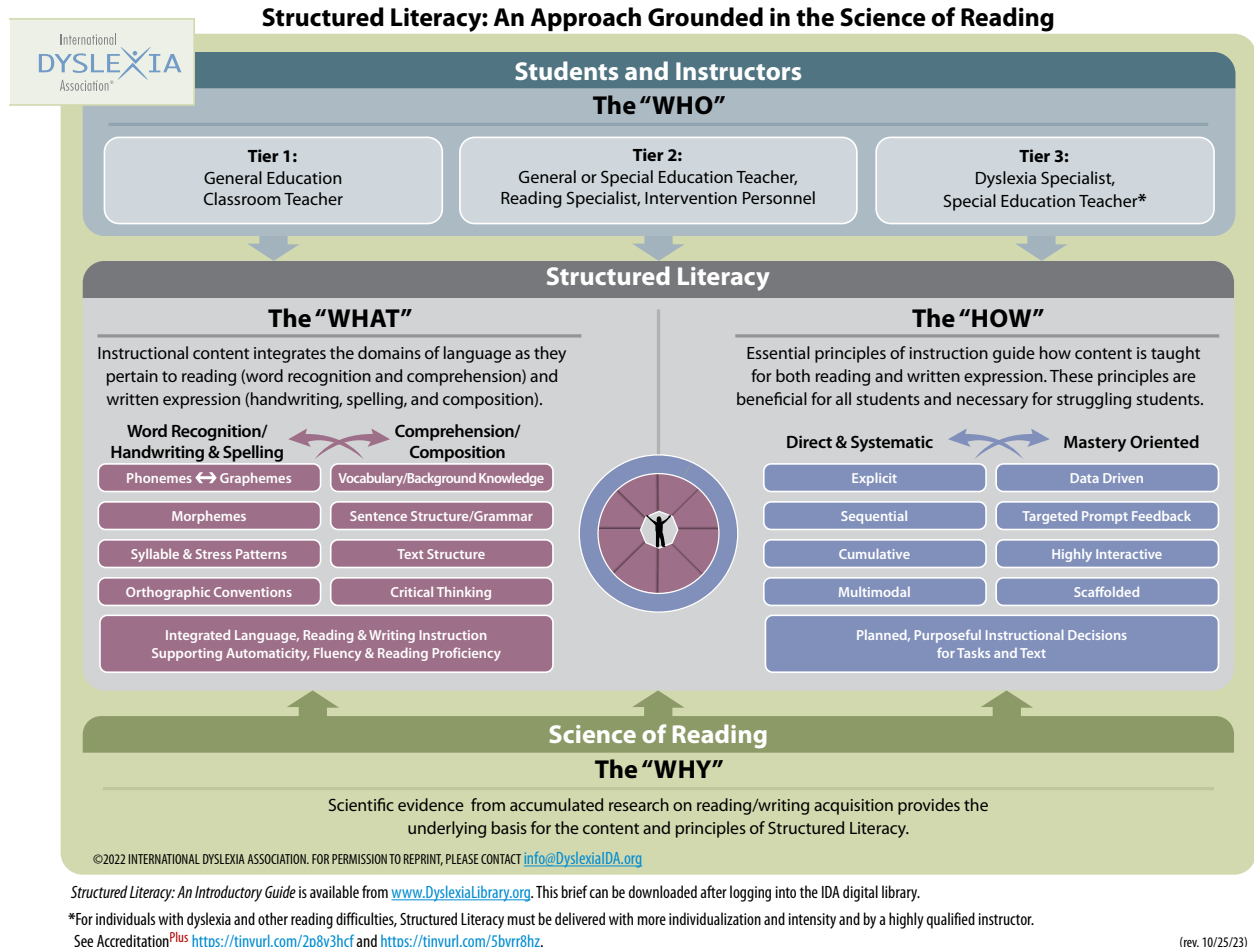 Structured Literacy: An Approach Grounded in the Science of Reading
International
DYSLEXIA
Association®
Students and Instructors
The “WHO”
Tier 1:
General Education
Classroom Teacher
Tier 2:
General or Special Education Teacher,
Reading Specialist, Intervention Personnel
Tier 3:
Dyslexia Specialist,
Special Education Teacher*
Structured Literacy
The “WHAT”
Instructional content integrates the domains of language as they
pertain to reading (word recognition and comprehension) and
written expression (handwriting, spelling, and composition).
Word Recognition/
Handwriting & Spelling
Comprehension/
Composition
Phonemes ↔ Graphemes
Vocabulary/Background Knowledge
Morphemes
Sentence Structure/Grammar
Syllable & Stress Patterns
Text Structure
Orthographic Conventions
Critical Thinking
Integrated Language, Reading & Writing Instruction
Supporting Automaticity, Fluency & Reading Proficiency
The “HOW”
Essential principles of instruction guide how content is taught
for both reading and written expression. These principles are
beneficial for all students and necessary for struggling students.
Direct & Systematic
Mastery Oriented
Explicit
Data Driven
Sequential
Targeted Prompt Feedback
Cumulative
Highly Interactive
Multimodal
Scaffolded
Planned, Purposeful Instructional Decisions
for Tasks and Text
Science of Reading
The “WHY”
Scientific evidence from accumulated research on reading/writing acquisition provides the
underlying basis for the content and principles of Structured Literacy.
©2022 INTERNATIONAL DYSLEXIA ASSOCIATION. FOR PERMISSION TO REPRINT, PLEASE CONTACT info@DyslexiaIDA.org
Structured Literacy: An Introductory Guide is available from www.DyslexiaLibrary.org. This brief can be downloaded after logging into the IDA digital library.
*For individuals with dyslexia and other reading difficulties, Structured Literacy must be delivered with more individualization and intensity and by a highly qualified instructor.
See AccreditationPlus https://tinyurl.com/2p8v3hcf and https://tinyurl.com/5bvrr8hz.
(rev. 10/25/23)